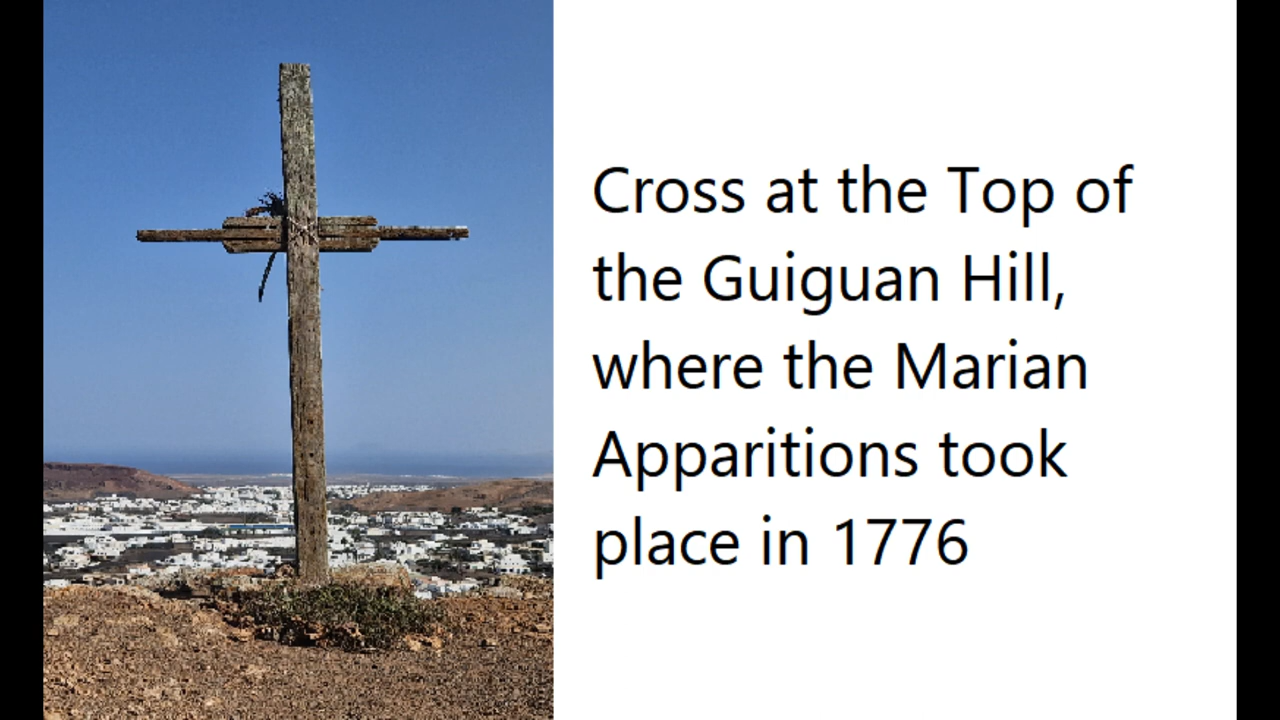 Cross at the Top of
the Guiguan Hill,
where the Marian
Apparitions took
place in 1776